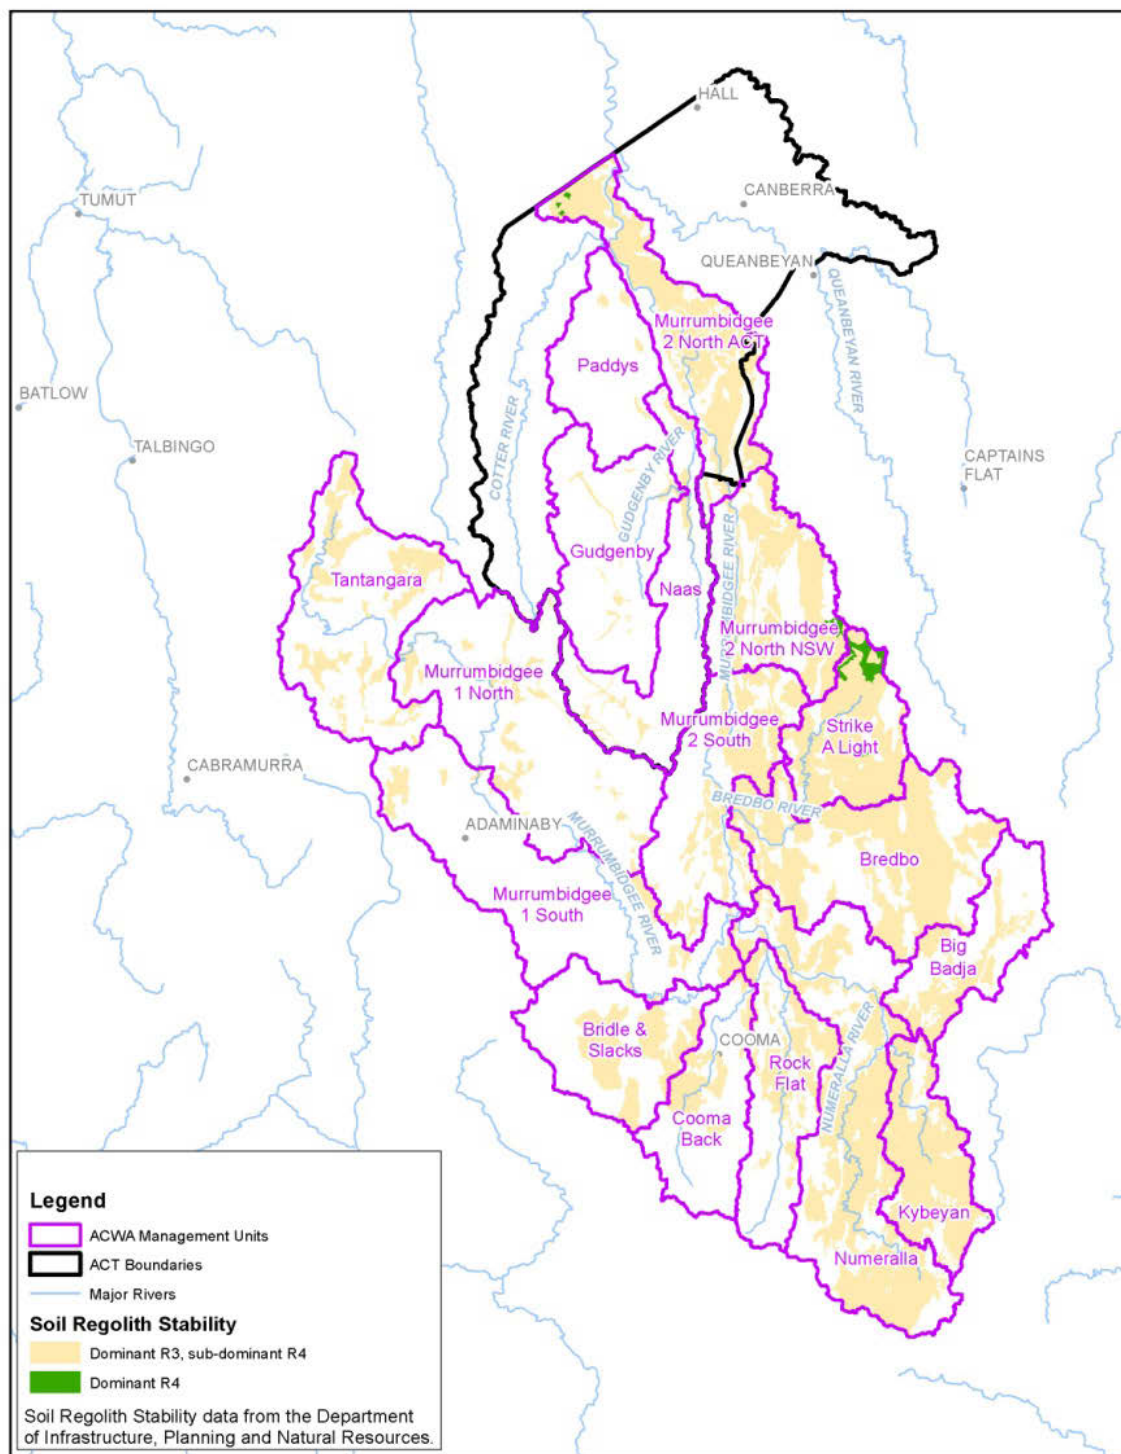 HALL
TUMUT
CANBERRA
QUEANBEYAN
QUEANBEYAN RIVER
Murrumbidgee
2 North ACT
Paddys
BATLOW
TALBINGO
COTTER RIVER
GUDGENBY RIVER
CAPTAINS
FLAT
Gudgenby
Naas
MURRUMBIDGEE RIVER
Tantangara
Murrumbidgee
2 North NSW
Murrumbidgee
1 North
Murrumbidgee
2 South
Strike
A Light
CABRAMURRA
BREDBO RIVER
ADAMINABY
MURRUMBIDGEE RIVER
Bredbo
Murrumbidgee
1 South
Big
Badja
Bridle &
Slacks
COOMA
Rock
Flat
NUMERALLA RIVER
Cooma
Back
Kybeyan
Numeralla
Legend
ACWA Management Units
ACT Boundaries
Major Rivers
Soil Regolith Stability
Dominant R3, sub-dominant R4
Dominant R4
Soil Regolith Stability data from the Department
of Infrastructure, Planning and Natural Resources.